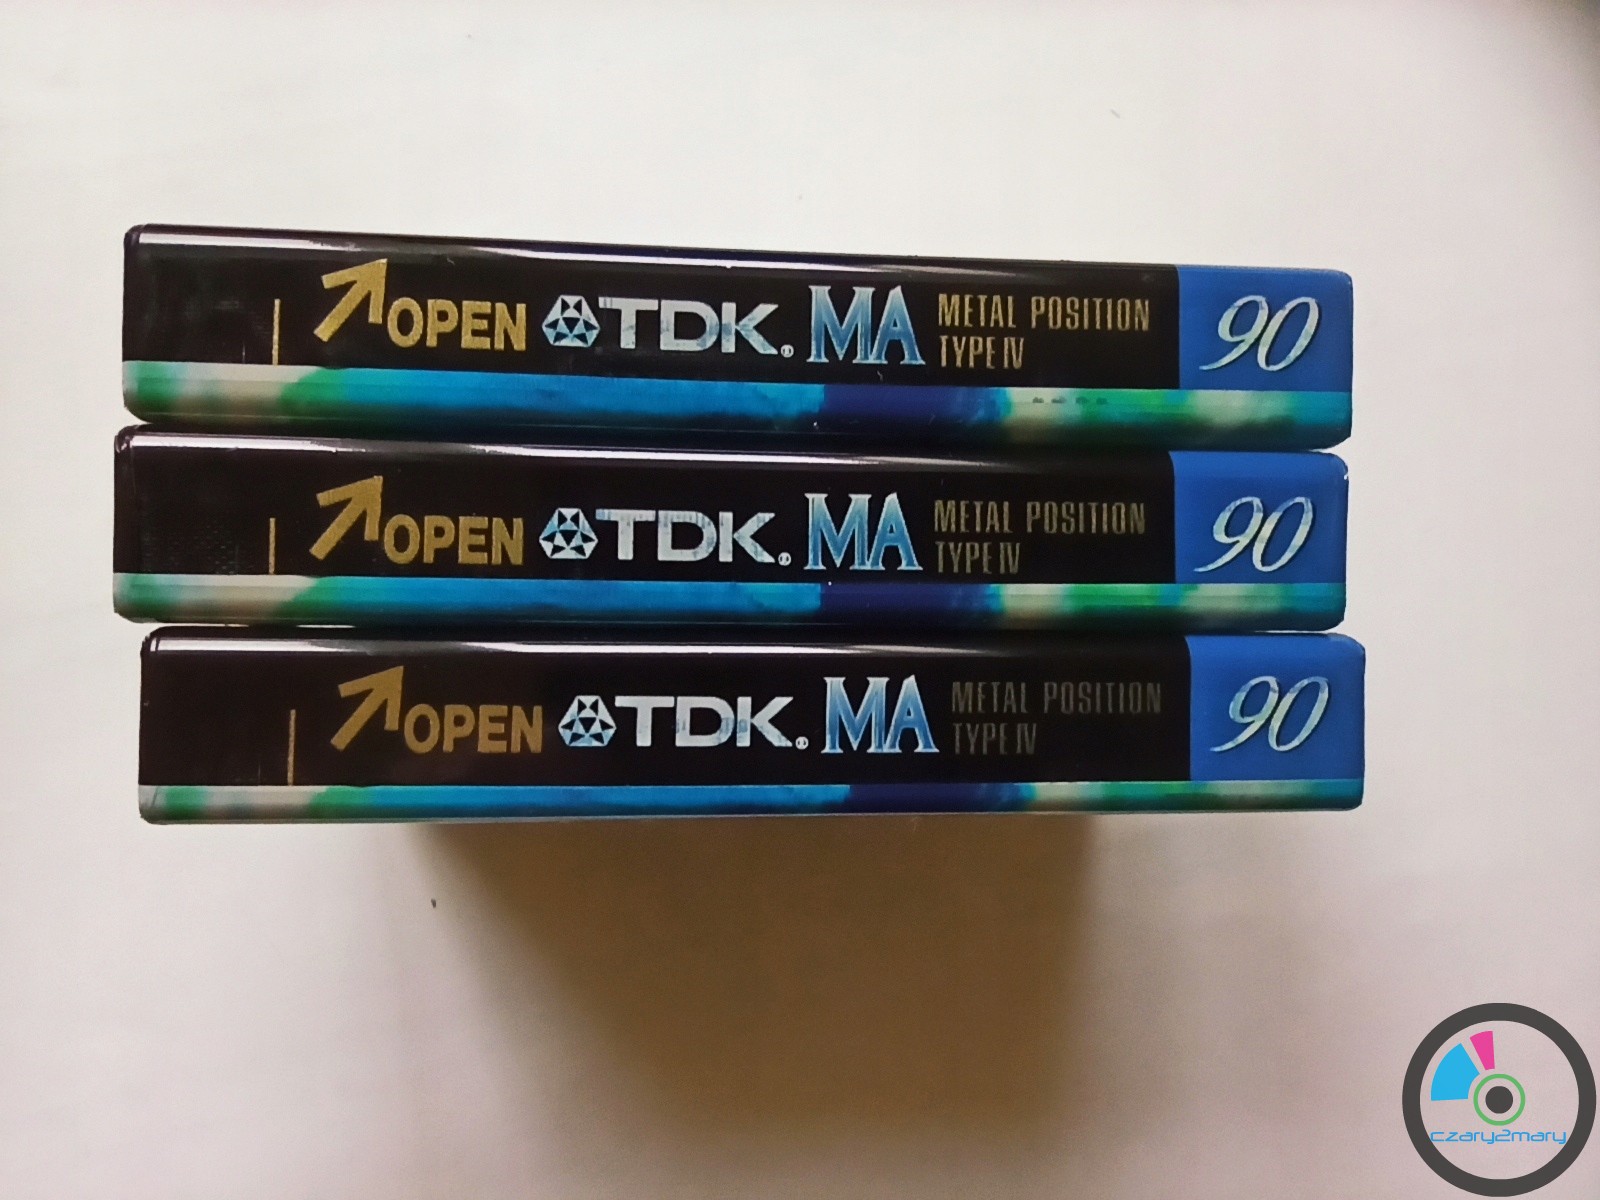 OPEN TDK® MA METAL POSITION TYPE IV 90
OPEN TDK® MA METAL POSITION TYPE IV 90
OPEN TDK® MA METAL POSITION TYPE IV 90
czary2mary